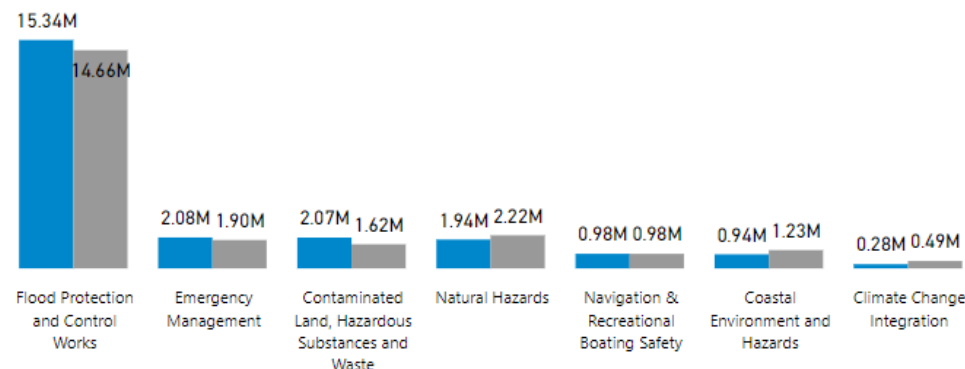 15.34M
14.66M
2.08M 1.90M
2.07M 1.62M
1.94M 2.22M
0.98M 0.98M
0.94M 1.23M
0.28M 0.49M
Flood Protection
and Control
Works
Emergency
Management
Contaminated
Land, Hazardous
Substances and
Waste
Natural Hazards
Navigation &
Recreational
Boating Safety
Coastal
Environment and
Hazards
Climate Change
Integration